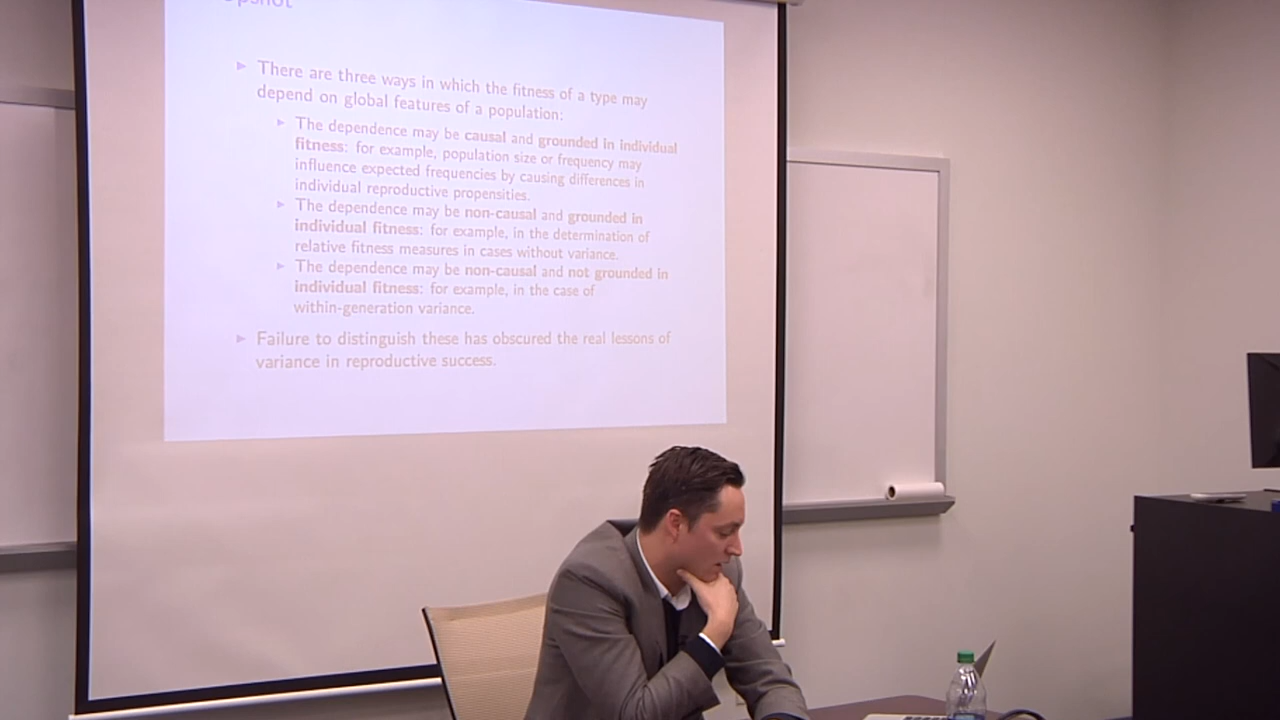 ► There are three ways in which the fitness of a type may
depend on global features of a population:
► The dependence may be causal and grounded in individual
fitness: for example, population size or frequency may
influence expected frequencies by causing differences in
individual reproductive propensities.
► The dependence may be non-causal and grounded in
individual fitness: for example, in the determination of
relative fitness measures in cases without variance.
► The dependence may be non-causal and not grounded in
individual fitness: for example, in the case of
within-generation variance.
► Failure to distinguish these has obscured the real lessons of
variance in reproductive success.